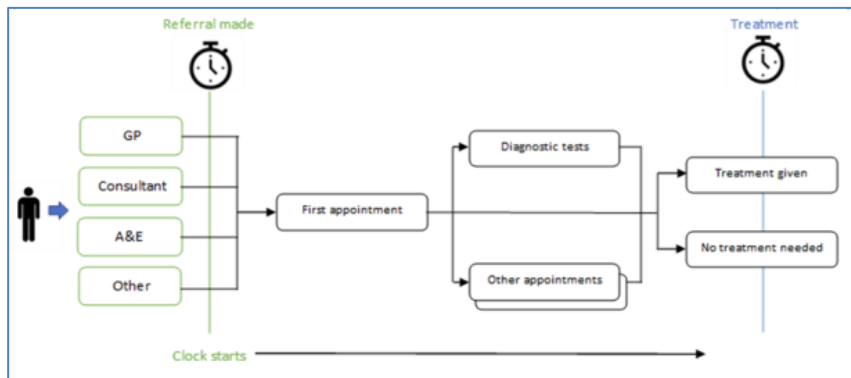 Referral made
Treatment
GP
Consultant
A&E
Other
First appointment
Diagnostic tests
Other appointments
Treatment given
No treatment needed
Clock starts